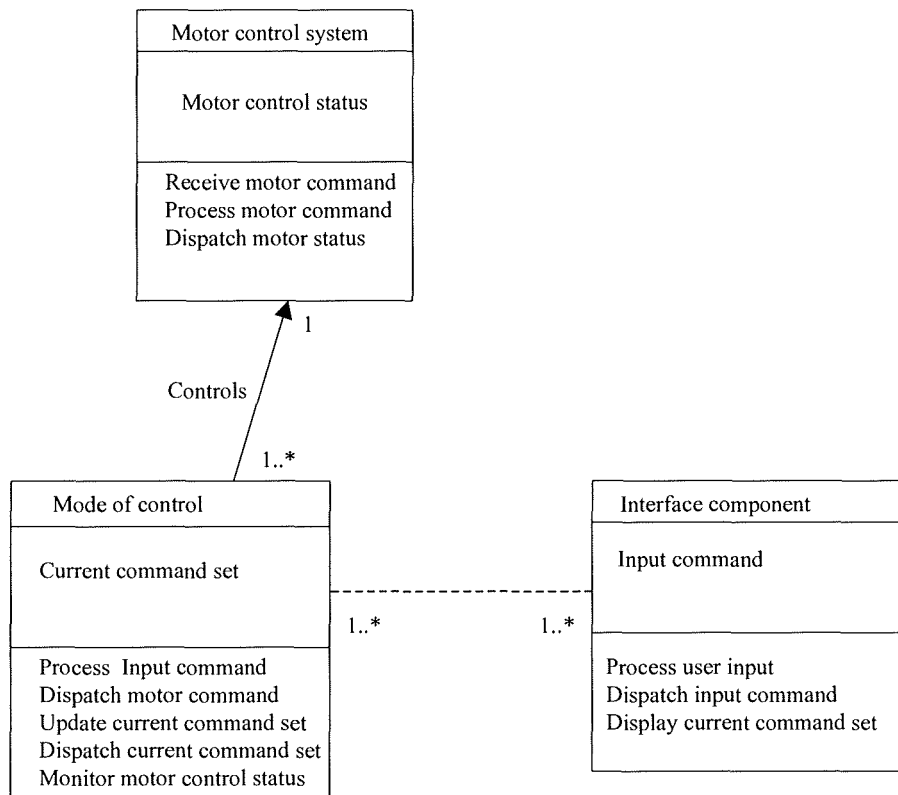 Motor control system
Motor control status
Receive motor command
Process motor command
Dispatch motor status
1
Controls
1..*
Mode of control
Current command set
Process Input command
Dispatch motor command
Update current command set
Dispatch current command set
Monitor motor control status
1..*
1..*
Interface component
Input command
Process user input
Dispatch input command
Display current command set